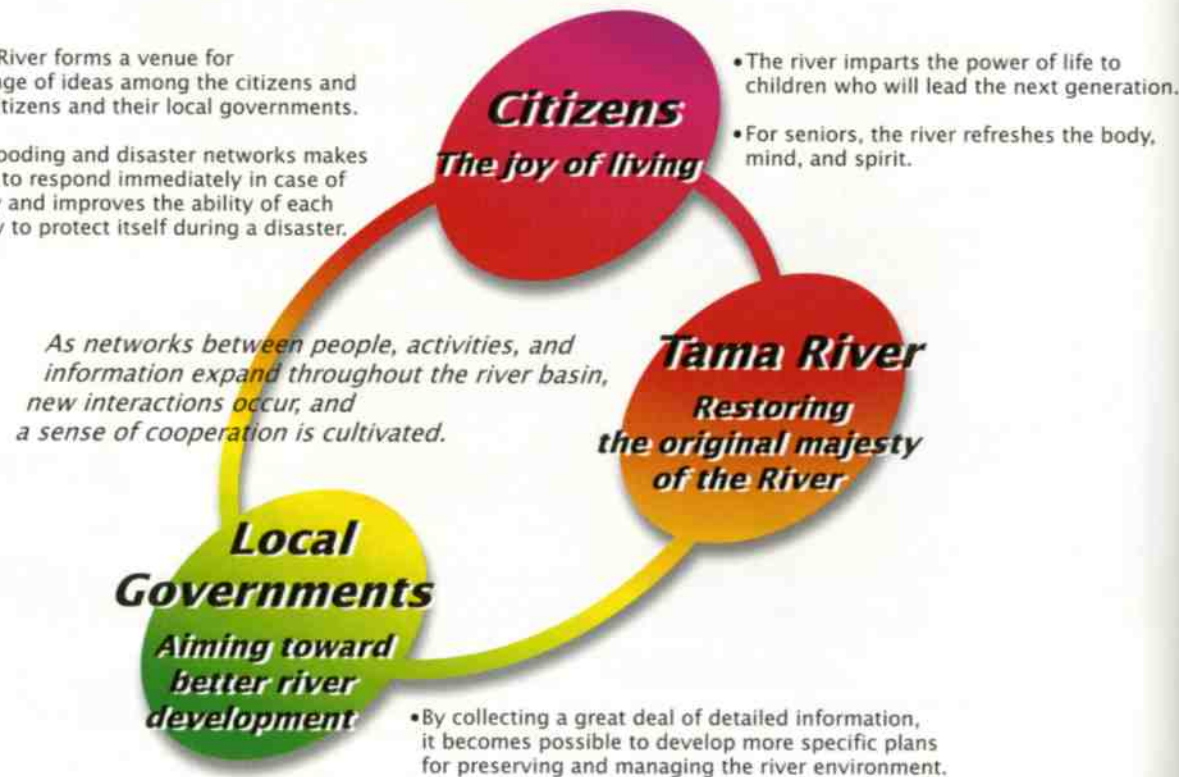 River forms a venue for
ge of ideas among the citizens and
tizens and their local governments.
ooding and disaster networks makes
to respond immediately in case of
and improves the ability of each
to protect itself during a disaster.
Citizens
The joy of living
•The river imparts the power of life to
children who will lead the next generation.
•For seniors, the river refreshes the body,
mind, and spirit.
As networks between people, activities, and
information expand throughout the river basin,
new interactions occur, and
a sense of cooperation is cultivated.
Tama River
Restoring
the original majesty
of the River
Local
Governments
Aiming toward
better river
development
•By collecting a great deal of detailed information,
it becomes possible to develop more specific plans
for preserving and managing the river environment.